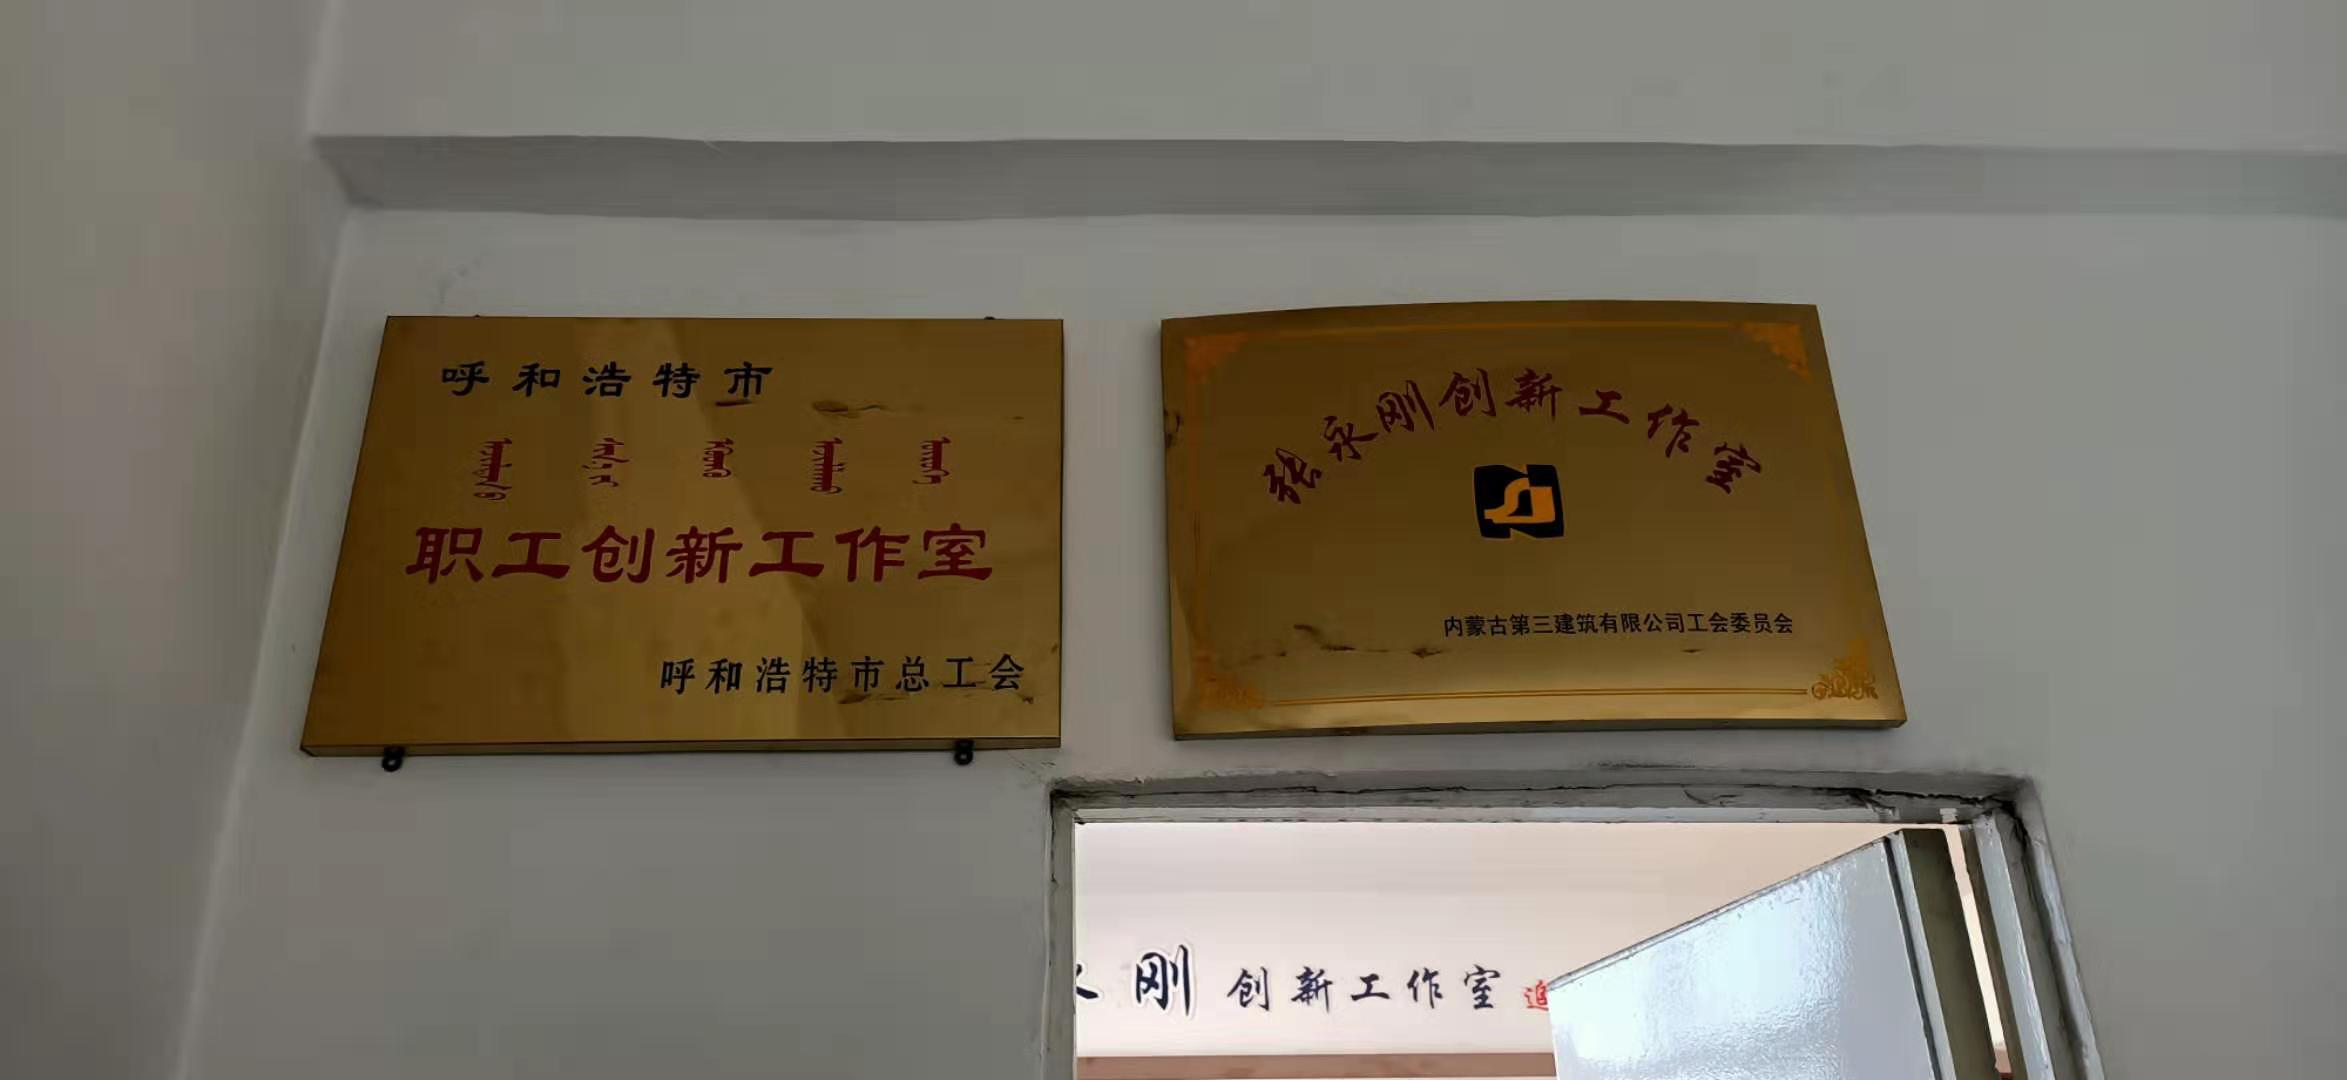 呼和浩特市
职工创新工作室
呼和浩特市总工会
张永刚创新工作室
内蒙古第三建筑有限公司工会委员会
刚 创新工作室 追